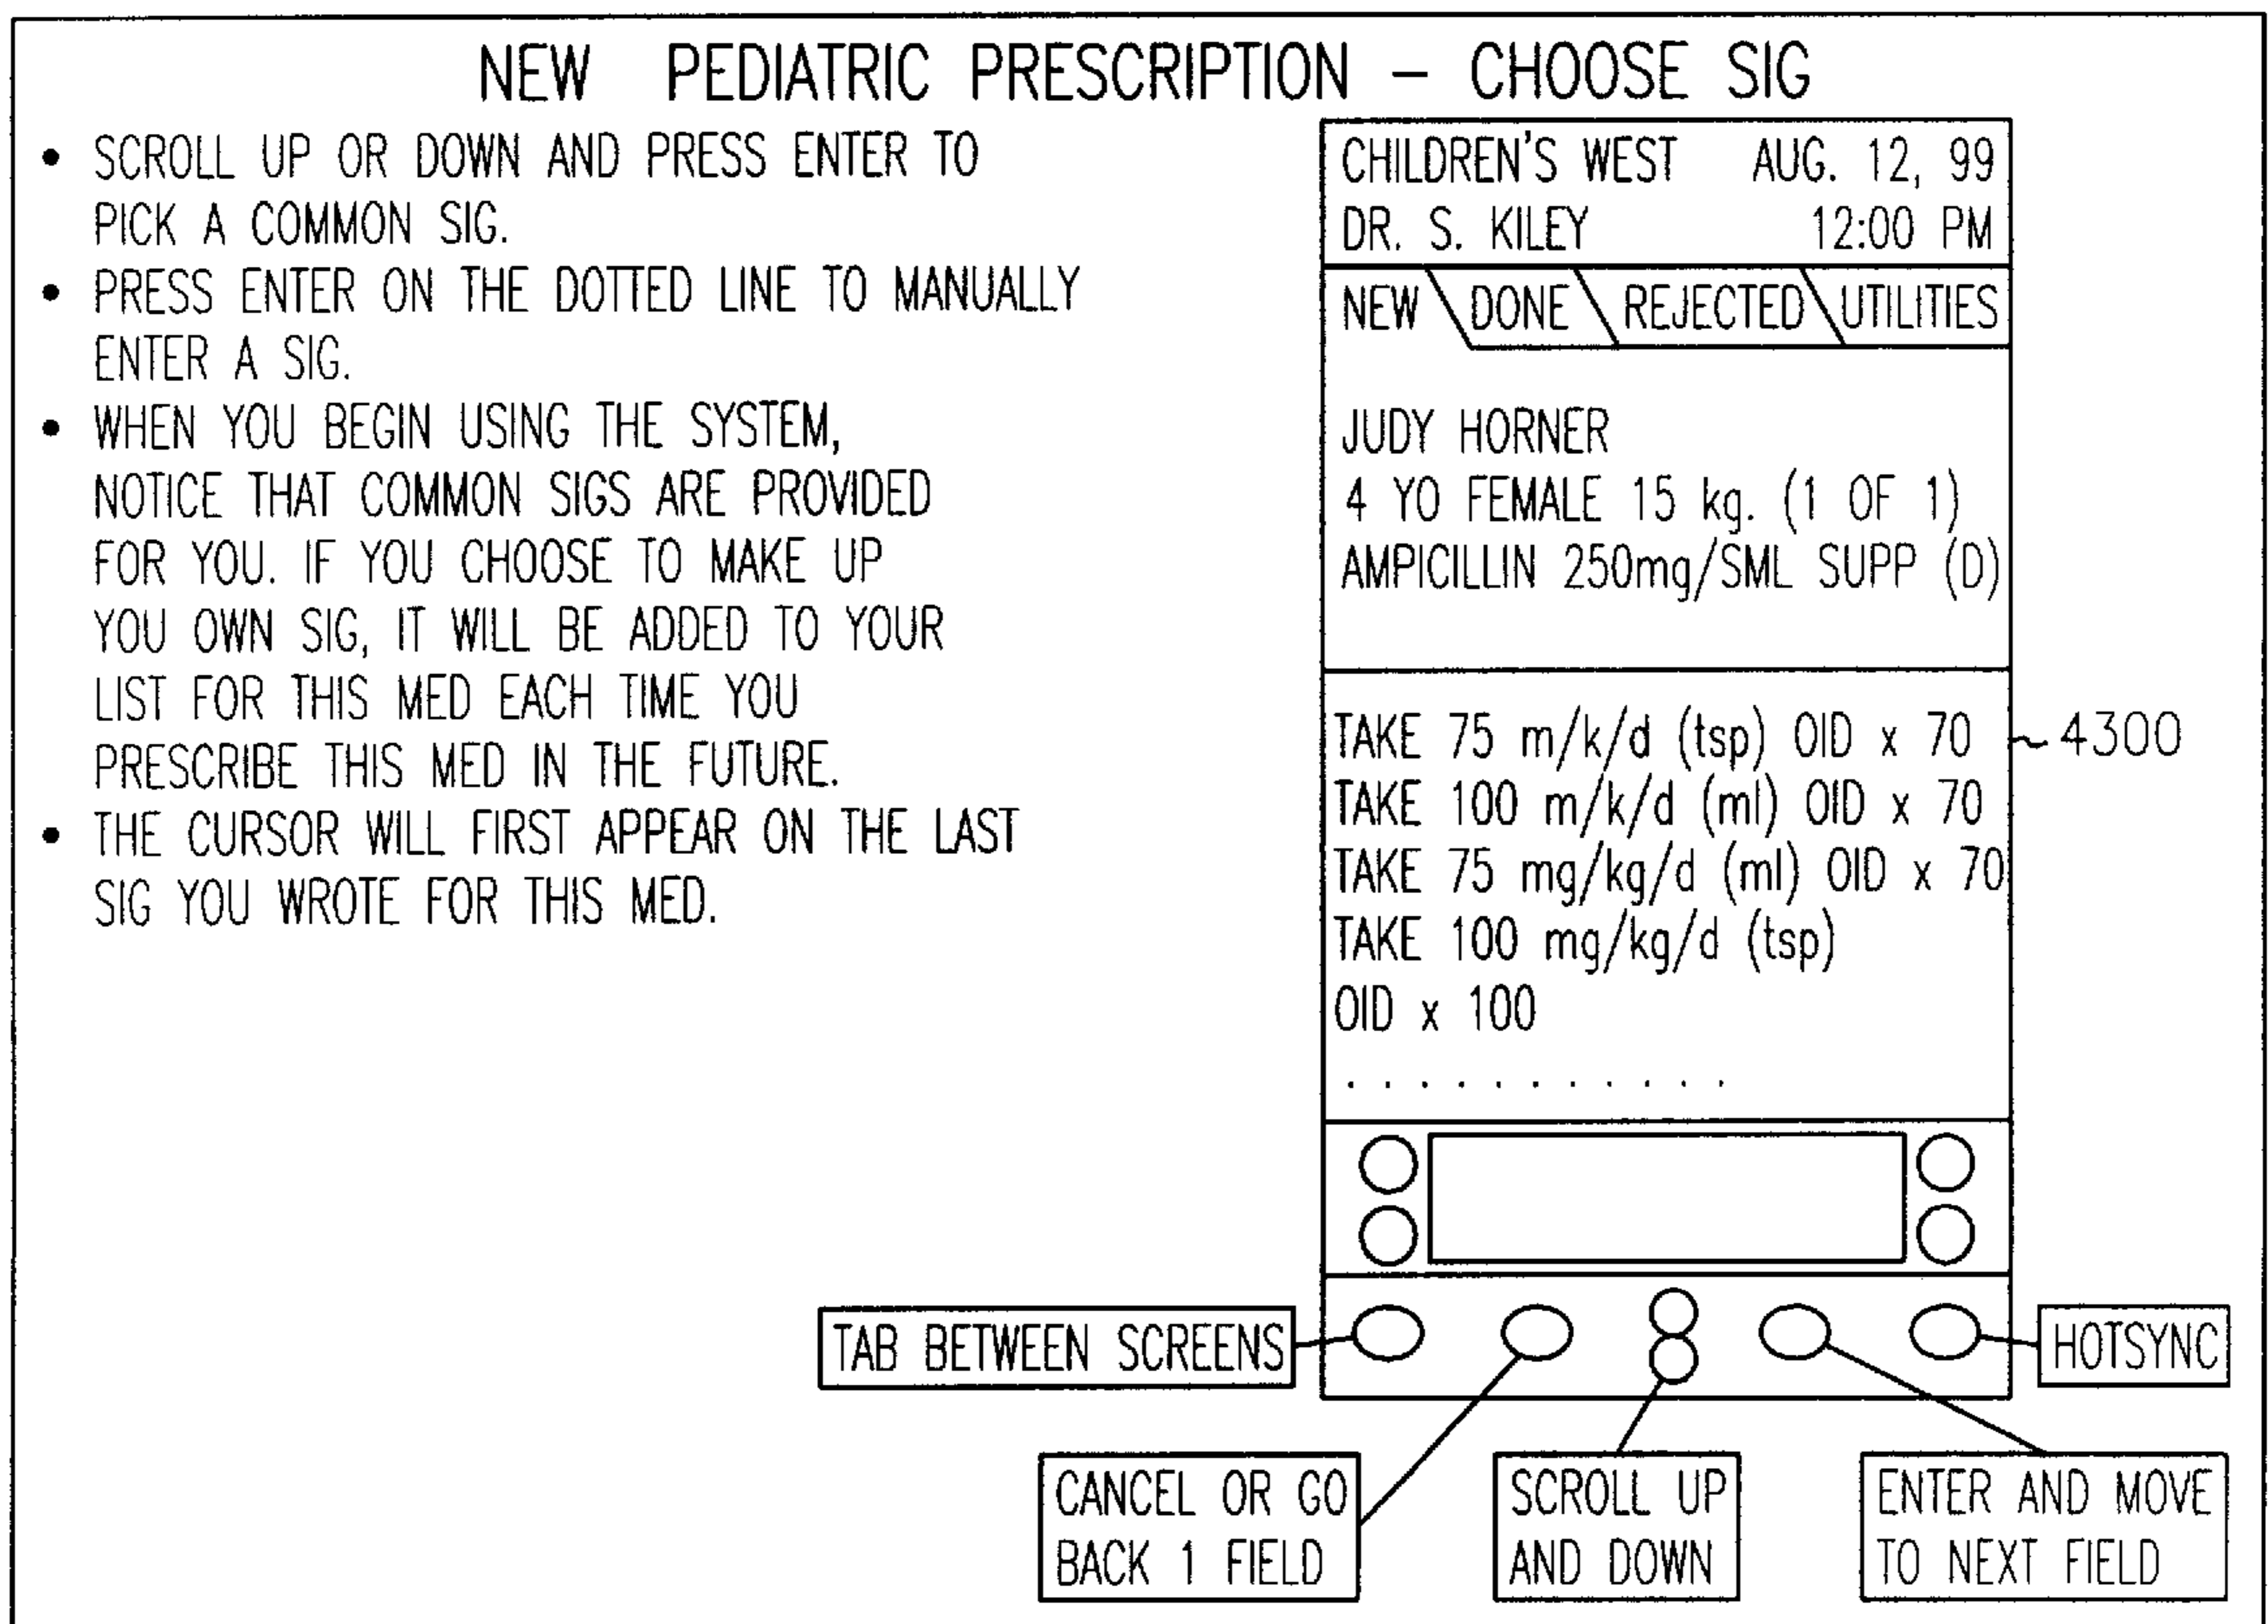 NEW PEDIATRIC PRESCRIPTION – CHOOSE SIG
• SCROLL UP OR DOWN AND PRESS ENTER TO
PICK A COMMON SIG.
• PRESS ENTER ON THE DOTTED LINE TO MANUALLY
ENTER A SIG.
• WHEN YOU BEGIN USING THE SYSTEM,
NOTICE THAT COMMON SIGS ARE PROVIDED
FOR YOU. IF YOU CHOOSE TO MAKE UP
YOU OWN SIG, IT WILL BE ADDED TO YOUR
LIST FOR THIS MED EACH TIME YOU
PRESCRIBE THIS MED IN THE FUTURE.
• THE CURSOR WILL FIRST APPEAR ON THE LAST
SIG YOU WROTE FOR THIS MED.
CHILDREN'S WEST AUG. 12, 99
DR. S. KILEY 12:00 PM
NEW DONE REJECTED UTILITIES
JUDY HORNER
4 YO FEMALE 15 kg. (1 OF 1)
AMPICILLIN 250mg/SML SUPP (D)
TAKE 75 m/k/d (tsp) OID x 70
4300
TAKE 100 m/k/d (ml) OID x 70
TAKE 75 mg/kg/d (ml) OID x 70
TAKE 100 mg/kg/d (tsp)
OID x 100
. . . . . . . . . . .
TAB BETWEEN SCREENS
HOTSYNC
CANCEL OR GO
BACK 1 FIELD
SCROLL UP
AND DOWN
ENTER AND MOVE
TO NEXT FIELD